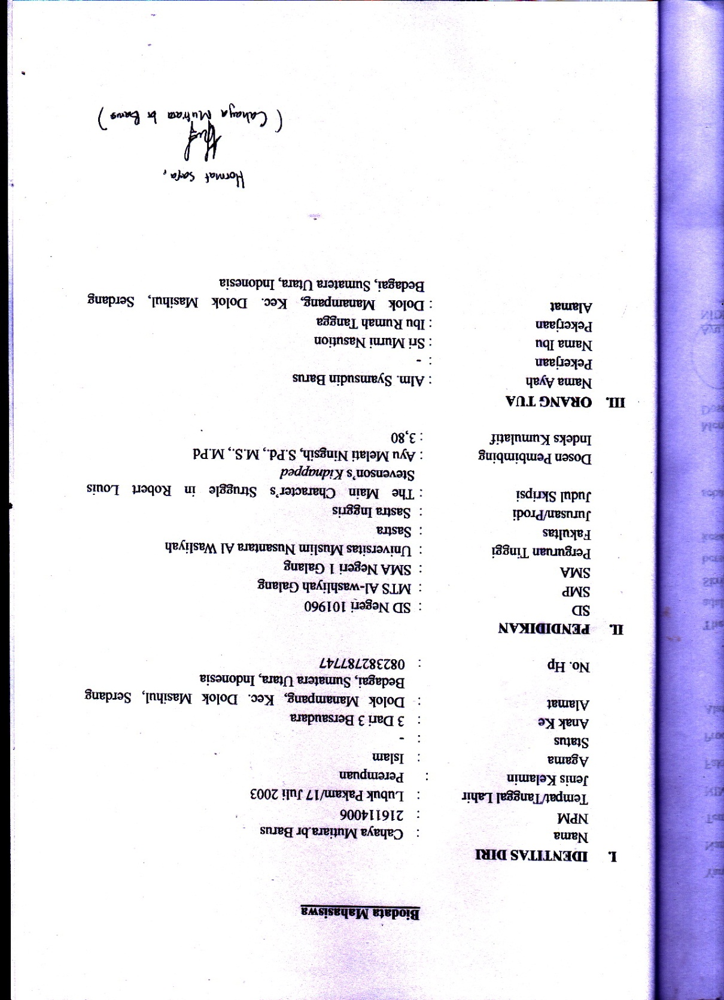 Biodata Mahasiswa
I. IDENTITAS DIRI
Nama : Cahaya Mutiara.br Barus
NPM : 216114006
Tempat/Tanggal Lahir : Lubuk Pakam/17 Juli 2003
Jenis Kelamin : Perempuan
Agama : Islam
Status : -
Anak Ke : 3 Dari 3 Bersaudara
Alamat : Dolok Manampang, Kec. Dolok Masihul, Serdang
Bedagai, Sumatera Utara, Indonesia
No. Hp : 082382787747
II. PENDIDIKAN
SD : SD Negeri 101960
SMP : MTS Al-washliyah Galang
SMA : SMA Negeri 1 Galang
Perguruan Tinggi : Universitas Muslim Nusantara Al Wasliyah
Fakultas : Sastra
Jurusan/Prodi : Sastra Inggris
Judul Skripsi : The Main Character's Struggle in Robert Louis
Stevenson's Kidnapped
Dosen Pembimbing : Ayu Melati Ningsih, S.Pd., M.S., M.Pd
Indeks Kumulatif : 3,80
III. ORANG TUA
Nama Ayah : Alm. Syamsudin Barus
Pekerjaan : -
Nama Ibu : Sri Murni Nasution
Pekerjaan : Ibu Rumah Tangga
Alamat : Dolok Manampang, Kec. Dolok Masihul, Serdang
Bedagai, Sumatera Utara, Indonesia
Hormat saya,
(Cahaya Mutiara br Barus)